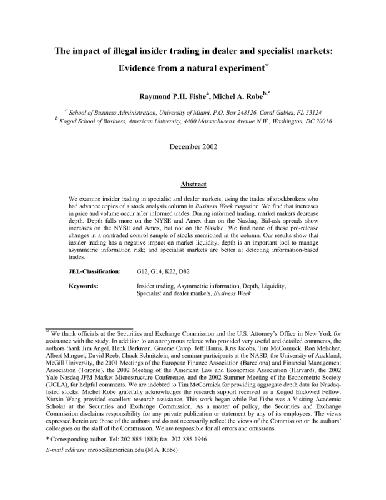 The impact of illegal insider trading in dealer and specialist markets:
Evidence from a natural experiment*
Raymond P.H. Fishe a, Michel A. Robe b,*
a School of Business Administration, University of Miami, P.O. Box 248126, Coral Gables, FL 33124
b Kogod School of Business, American University, 4400 Massachusetts Avenue N.W., Washington, DC 20016
December 2002
Abstract
We examine insider trading in specialist and dealer markets, using the trades of stockbrokers who
had advance copies of a stock analysis column in Business Week magazine. We find that increases
in price and volume occur after informed trades. During informed trading, market makers decrease
depth. Depth falls more on the NYSE and Amex than on the Nasdaq. Bid-ask spreads show
increases on the NYSE and Amex, but not on the Nasdaq. We find none of these pre-release
changes in a matched control sample of stocks mentioned in the column. Our results show that
insider trading has a negative impact on market liquidity; depth is an important tool to manage
asymmetric information risk; and specialist markets are better at detecting information-based
trades.
JEL-Classification: G12, G14, K22, D82
Keywords: Insider trading, Asymmetric information, Depth, Liquidity,
Specialist and dealer markets, Business Week
* We thank officials at the Securities and Exchange Commission and the U.S. Attorney's Office in New York for
assistance with the study. In addition to an anonymous referee who provided very useful and detailed comments, the
authors thank Jim Angel, Hank Berkman, Grahame
Albert Murgoci, David Reeb, Chuck Schnitzlein, and seminar participants at the NASD, the University of Auckland,
McGill University, the 2001 Meetings of the European Finance Association (Barcelona) and Financial Management
Association (Toronto), the 2002 Meeting of the American Law and Economics Association (Harvard), the 2002
Yale Nasdaq JFM Market Microstructure Conference, and the 2002 Summer Meeting of the Econometric Society
(UCLA), for helpful comments. We are indebted to Tim McCormick for providing aggregate depth data for Nasdaq-
listed stocks. Michel Robe gratefully acknowledges the research support received as a Kogod Endowed Fellow.
provided excellent research assistance. This work began while Pat Fishe was a Visiting Academic
Scholar at the Securities and Exchange Commission. As a matter of policy, the Securities and Exchange
Commission disclaims responsibility for any private publication or statement by any of its employees. The views
expressed herein are those of the authors and do not necessarily reflect the views of the Commission or the authors'
colleagues on the staff of the Commission. We are responsible for all errors and omissions.
* Corresponding author. Tel: 202-885-1880; fax: 202-885-1946
E-mail address: mrobe@american.edu (M.A. Robe)